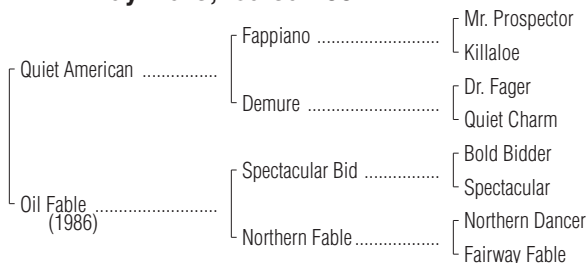 Mr. Prospector
Fappiano
Killaloe
Quiet American
Dr. Fager
Demure
Quiet Charm
Bold Bidder
Spectacular Bid
Spectacular
Oil Fable
(1986)
Northern Dancer
Northern Fable
Fairway Fable